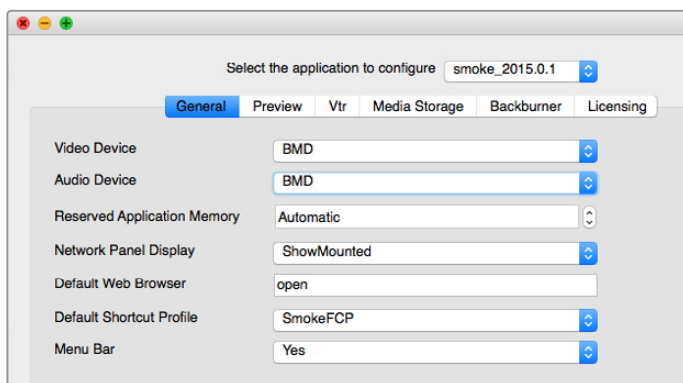 Select the application to configure smoke_2015.0.1
General Preview Vtr Media Storage Backburner Licensing
Video Device BMD
Audio Device BMD
Reserved Application Memory Automatic
Network Panel Display ShowMounted
Default Web Browser open
Default Shortcut Profile SmokeFCP
Menu Bar Yes